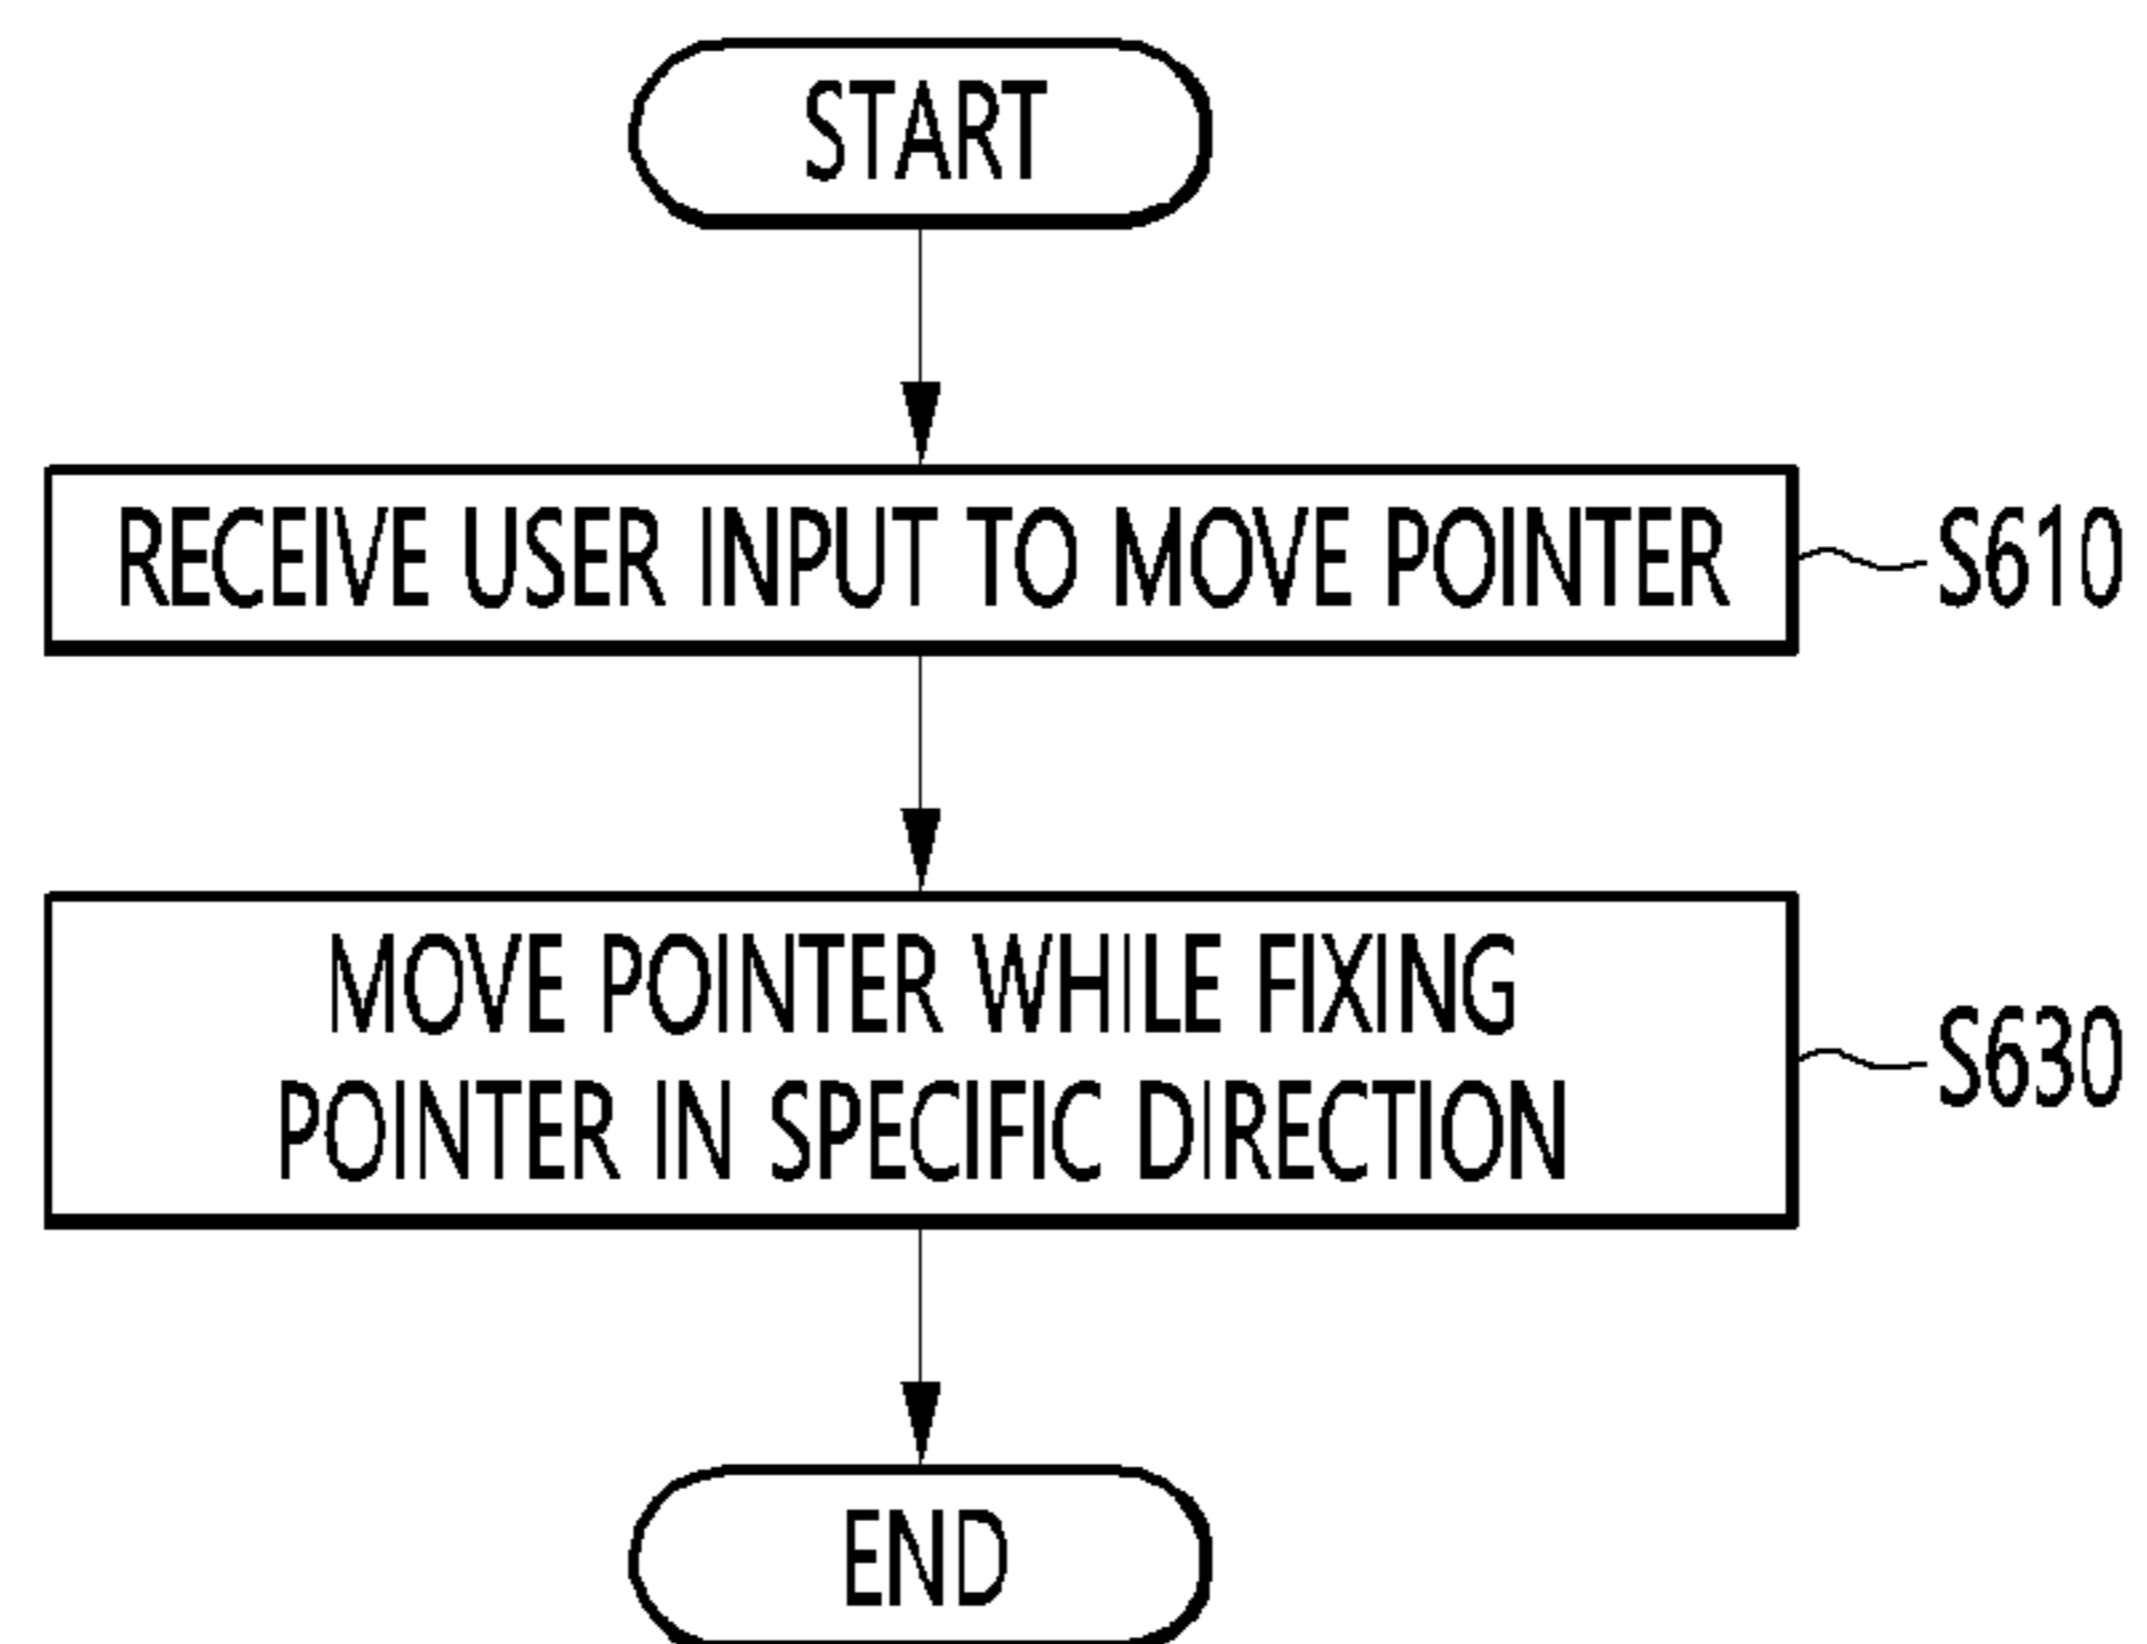 START
RECEIVE USER INPUT TO MOVE POINTER
S610
MOVE POINTER WHILE FIXING
POINTER IN SPECIFIC DIRECTION
S630
END